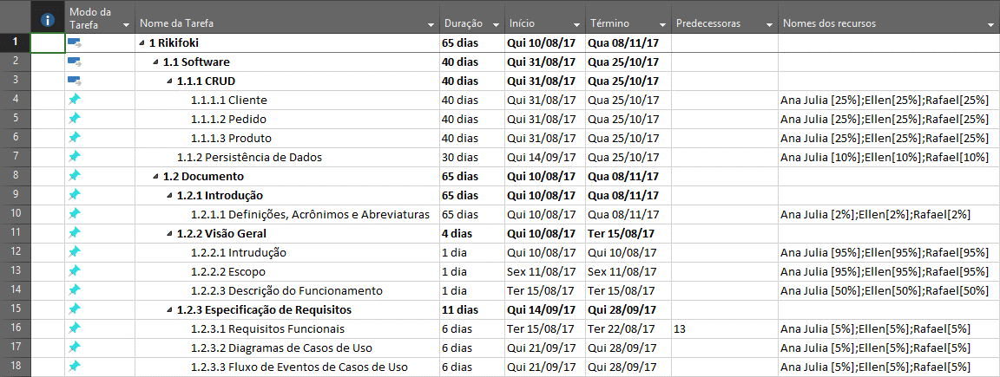 Modo da Tarefa Nome da Tarefa Duração Início Término Predecessoras Nomes dos recursos
1 1 Rikifoki 65 dias Qui 10/08/17 Qua 08/11/17
2 1.1 Software 40 dias Qui 31/08/17 Qua 25/10/17
3 1.1.1 CRUD 40 dias Qui 31/08/17 Qua 25/10/17
4 1.1.1.1 Cliente 40 dias Qui 31/08/17 Qua 25/10/17 Ana Julia [25%];Ellen[25%];Rafael[25%]
5 1.1.1.2 Pedido 40 dias Qui 31/08/17 Qua 25/10/17 Ana Julia [25%];Ellen[25%];Rafael[25%]
6 1.1.1.3 Produto 40 dias Qui 31/08/17 Qua 25/10/17 Ana Julia [25%];Ellen[25%];Rafael[25%]
7 1.1.2 Persistência de Dados 30 dias Qui 14/09/17 Qua 25/10/17 Ana Julia [10%];Ellen[10%];Rafael[10%]
8 1.2 Documento 65 dias Qui 10/08/17 Qua 08/11/17
9 1.2.1 Introdução 65 dias Qui 10/08/17 Qua 08/11/17
10 1.2.1.1 Definições, Acrônimos e Abreviaturas 65 dias Qui 10/08/17 Qua 08/11/17 Ana Julia [2%];Ellen[2%];Rafael[2%]
11 1.2.2 Visão Geral 4 dias Qui 10/08/17 Ter 15/08/17
12 1.2.2.1 Intrudução 1 dia Qui 10/08/17 Qui 10/08/17 Ana Julia [95%];Ellen[95%];Rafael[95%]
13 1.2.2.2 Escopo 1 dia Sex 11/08/17 Sex 11/08/17 Ana Julia [95%];Ellen[95%];Rafael[95%]
14 1.2.2.3 Descrição do Funcionamento 1 dia Ter 15/08/17 Ter 15/08/17 Ana Julia [50%];Ellen[50%];Rafael[50%]
15 1.2.3 Especificação de Requisitos 11 dias Qui 14/09/17 Qui 28/09/17
16 1.2.3.1 Requisitos Funcionais 6 dias Ter 15/08/17 Ter 22/08/17 13 Ana Julia [5%];Ellen[5%];Rafael[5%]
17 1.2.3.2 Diagramas de Casos de Uso 6 dias Qui 21/09/17 Qui 28/09/17 Ana Julia [5%];Ellen[5%];Rafael[5%]
18 1.2.3.3 Fluxo de Eventos de Casos de Uso 6 dias Qui 21/09/17 Qui 28/09/17 Ana Julia [5%];Ellen[5%];Rafael[5%]